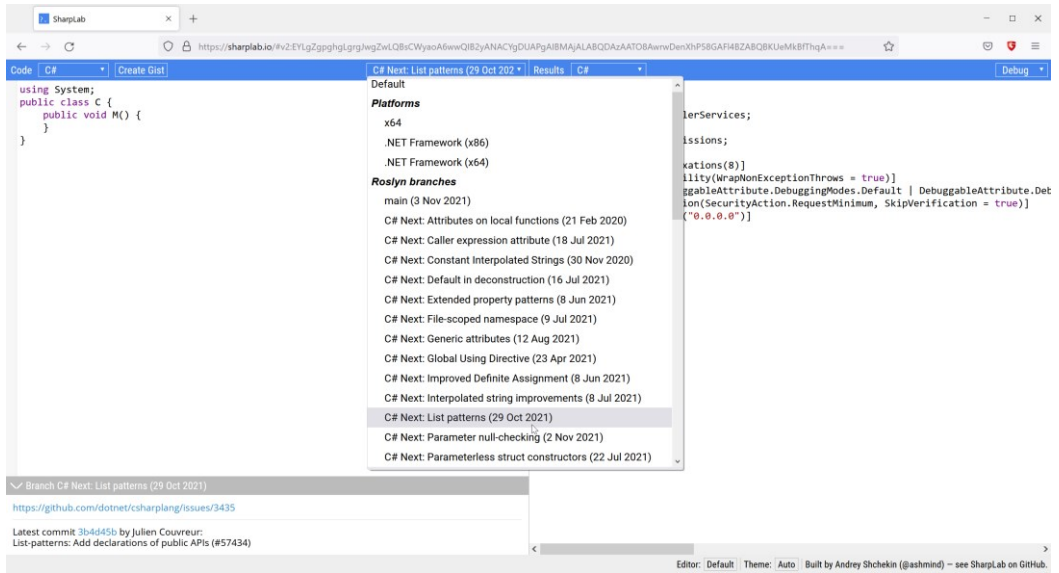 SharpLab
https://sharplab.io/#v2:EYLgZgpghgLgrgJwgZwLQBsCWyaoA6wwQIB2yANACYgDUAPgAIBMAjALABQDAzAATO8AwrwDenXhP58GAFI4BZABQBKUeMkBfThqA===
Code C# Create Gist
C# Next: List patterns (29 Oct 202
Results C#
Debug
using System;
public class C {
public void M() {
}
}
Default
Platforms
x64
.NET Framework (x86)
.NET Framework (x64)
Roslyn branches
main (3 Nov 2021)
C# Next: Attributes on local functions (21 Feb 2020)
C# Next: Caller expression attribute (18 Jul 2021)
C# Next: Constant Interpolated Strings (30 Nov 2020)
C# Next: Default in deconstruction (16 Jul 2021)
C# Next: Extended property patterns (8 Jun 2021)
C# Next: File-scoped namespace (9 Jul 2021)
C# Next: Generic attributes (12 Aug 2021)
C# Next: Global Using Directive (23 Apr 2021)
C# Next: Improved Definite Assignment (8 Jun 2021)
C# Next: Interpolated string improvements (8 Jul 2021)
C# Next: List patterns (29 Oct 2021)
C# Next: Parameter null-checking (2 Nov 2021)
C# Next: Parameterless struct constructors (22 Jul 2021)
lerServices;
issions;
xations(8)]
ility(WrapNonExceptionThrows = true)]
ggableAttribute.DebuggingModes.Default | DebuggableAttribute.Deb
ion(SecurityAction.RequestMinimum, SkipVerification = true)]
("0.0.0.0")]
Branch C# Next: List patterns (29 Oct 2021)
https://github.com/dotnet/csharplang/issues/3435
Latest commit 3b4d45b by Julien Couvreur:
List-patterns: Add declarations of public APIs (#57434)
Editor: Default Theme: Auto Built by Andrey Shchekin (@ashmind) — see SharpLab on GitHub.